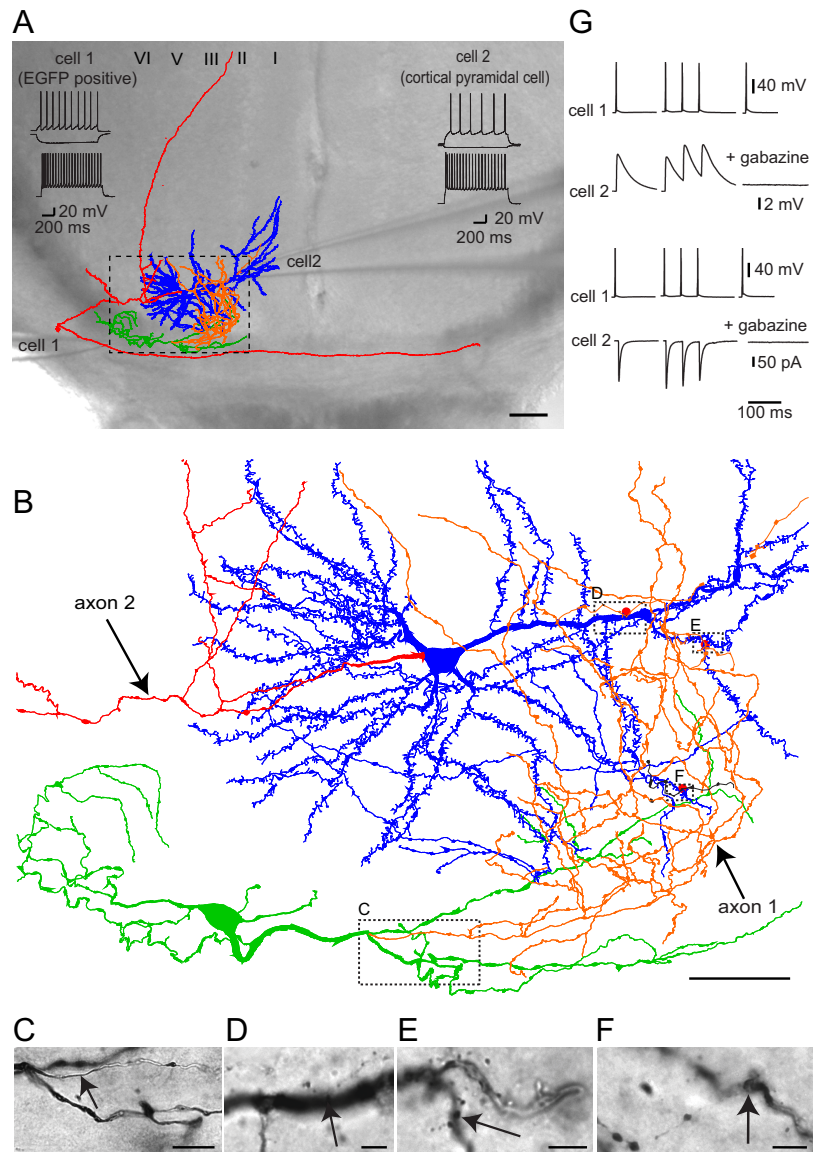 A
VI V III II I
cell 1
(EGFP positive)
20 mV
200 ms
cell 2
(cortical pyramidal cell)
20 mV
200 ms
cell2
cell 1
G
cell 1
40 mV
cell 2
+ gabazine
2 mV
cell 1
40 mV
cell 2
+ gabazine
50 pA
100 ms
B
axon 2
D
E
F
C
axon 1
C
D
E
F